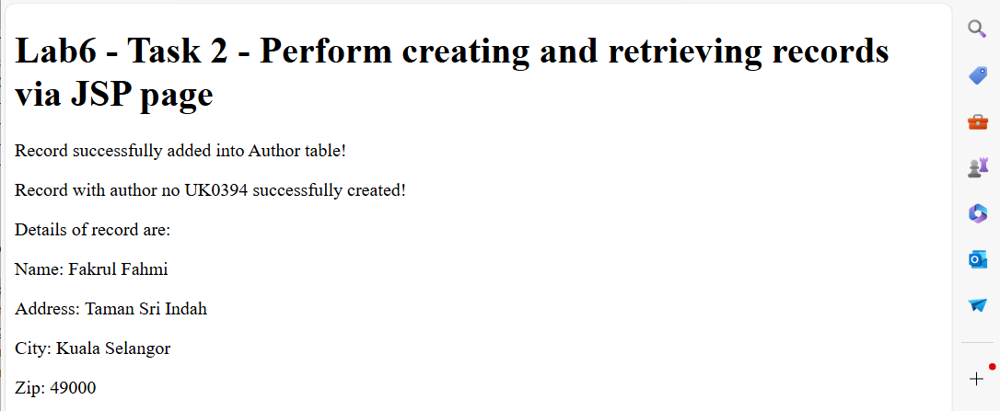 Lab6 - Task 2 - Perform creating and retrieving records
via JSP page
Record successfully added into Author table!
Record with author no UK0394 successfully created!
Details of record are:
Name: Fakrul Fahmi
Address: Taman Sri Indah
City: Kuala Selangor
Zip: 49000